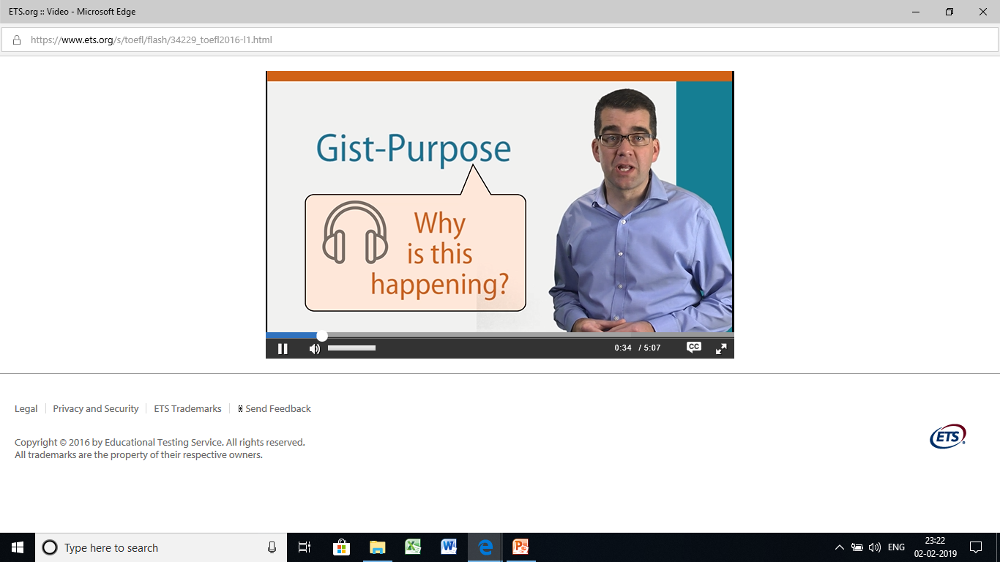 ETS.org :: Video - Microsoft Edge
https://www.ets.org/s/toefl/flash/34229_toefl2016-l1.html
Gist-Purpose
Why
is this
happening?
0:34 / 5:07
CC
Legal
Privacy and Security
ETS Trademarks
Send Feedback
Copyright © 2016 by Educational Testing Service. All rights reserved.
All trademarks are the property of their respective owners.
ETS®
Type here to search
ENG
23:22
02-02-2019